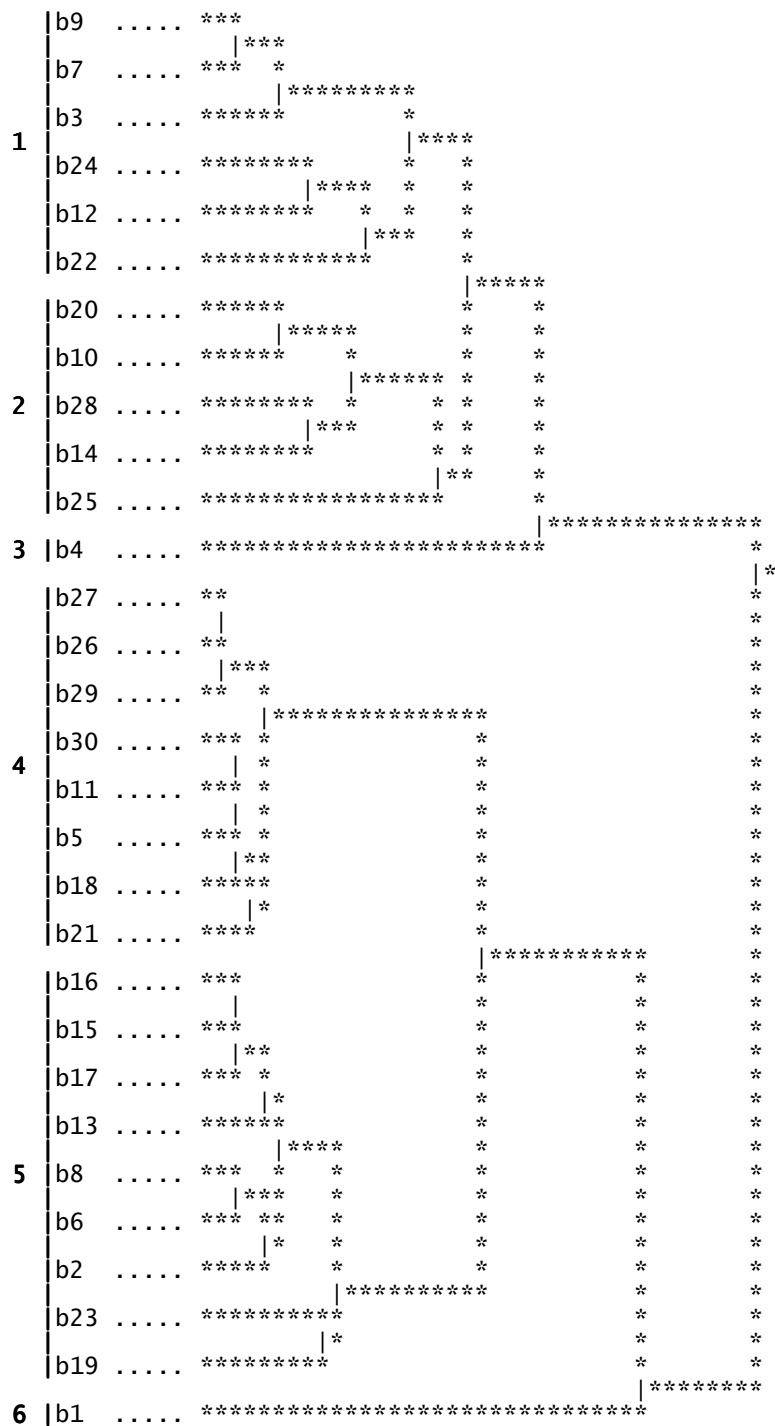 |b9 ..... ***
|***
|b7 ..... *** *
|*********
|b3 ..... ****** *
1 |****
|b24 ..... ******** * *
|**** * *
|b12 ..... ******** * * *
|*** *
|b22 ..... ************ *
|*****
|b20 ..... ****** * *
|***** * *
|b10 ..... ****** * * *
|****** * *
2 |b28 ..... ******** * * * *
|*** * * *
|b14 ..... ******** * * *
|** *
|b25 ..... ***************** *
|***************
3 |b4 ..... ************************ *
|*
|b27 ..... ** *
| *
|b26 ..... ** *
|*** *
|b29 ..... ** * *
|*************** *
|b30 ..... *** * * *
4 | * * *
|b11 ..... *** * * *
| * * *
|b5 ..... *** * * *
|** * *
|b18 ..... ***** * *
|* * *
|b21 ..... **** * *
|*********** *
|b16 ..... *** * * *
| * * *
|b15 ..... *** * * *
|** * * *
|b17 ..... *** * * * *
|* * * *
|b13 ..... ****** * * *
|**** * * *
5 |b8 ..... *** * * * * *
|*** * * * *
|b6 ..... *** ** * * * *
|* * * * *
|b2 ..... ***** * * * *
|********** * *
|b23 ..... ********** * *
|* * *
|b19 ..... ********* * *
|********
6 |b1 ..... *******************************